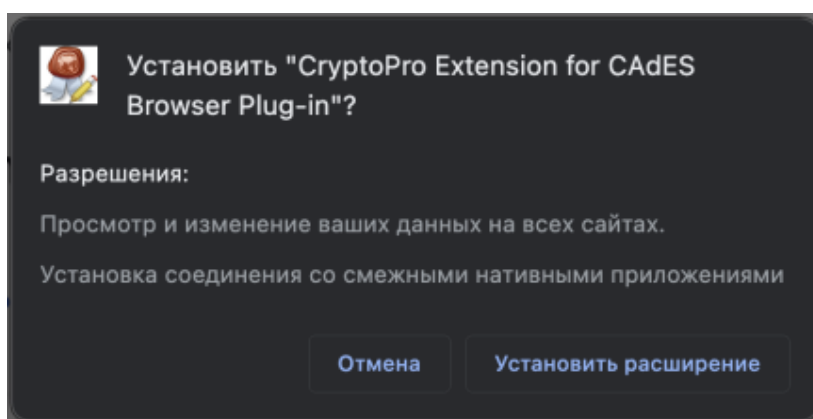 Установить "CryptoPro Extension for CAdES
Browser Plug-in"?
Разрешения:
Просмотр и изменение ваших данных на всех сайтах.
Установка соединения со смежными нативными приложениями
Отмена
Установить расширение